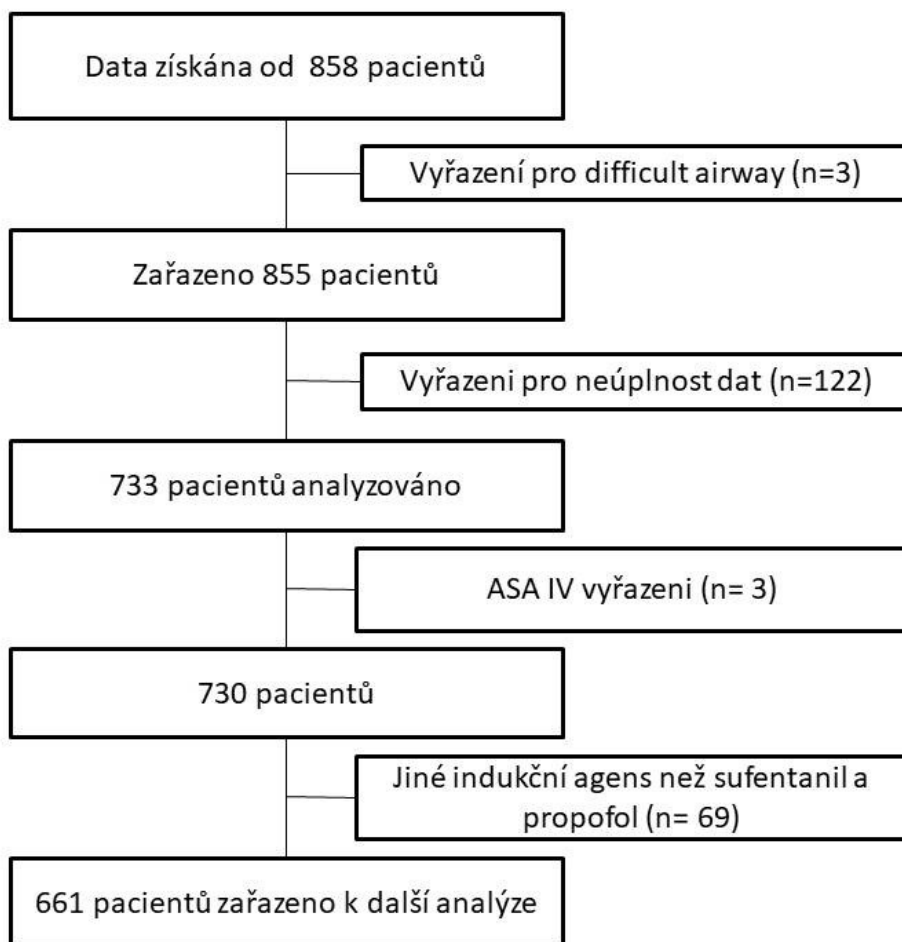 Data získána od 858 pacientů
Vyřazení pro difficult airway (n=3)
Zařazeno 855 pacientů
Vyřazeni pro neúplnost dat (n=122)
733 pacientů analyzováno
ASA IV vyřazeni (n= 3)
730 pacientů
Jiné indukční agens než sufentanil a
propofol (n= 69)
661 pacientů zařazeno k další analýze